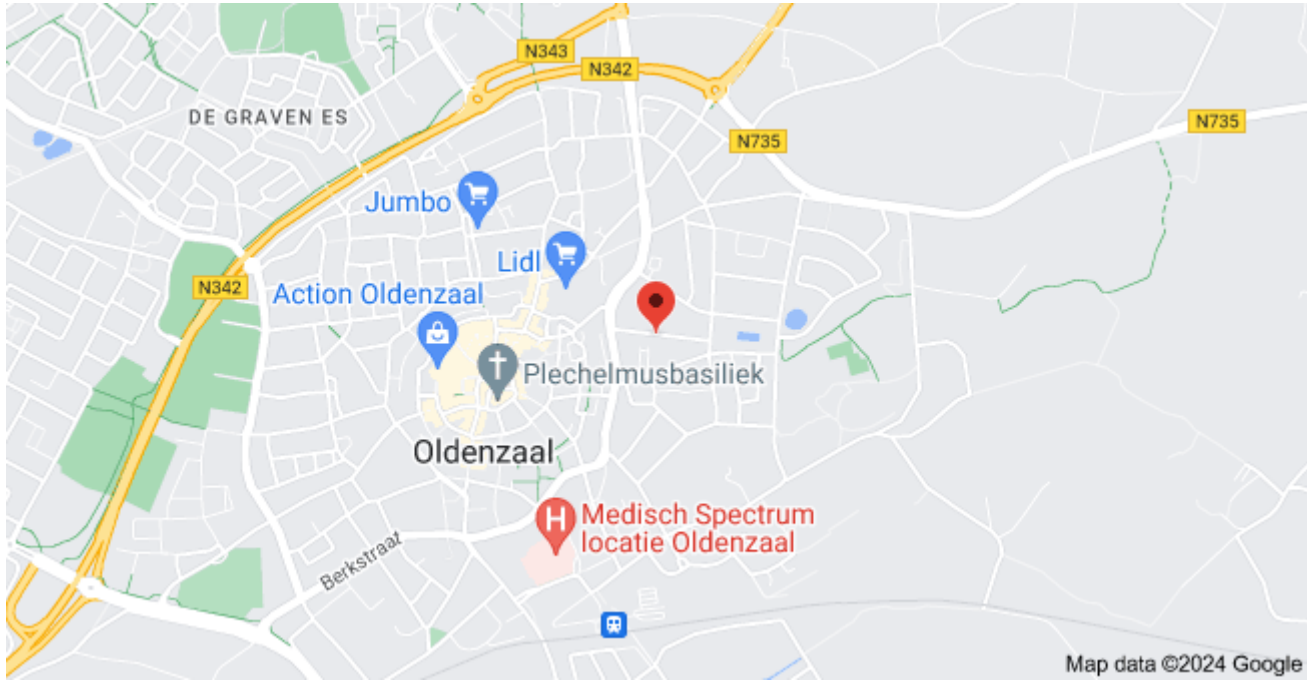 N343
N342
DE GRAVEN ES
N735
N735
Jumbo
Lidl
N342
Action Oldenzaal
Plechelmusbasiliek
Oldenzaal
Medisch Spectrum
locatie Oldenzaal
Berkstraat
H
Map data ©2024 Google